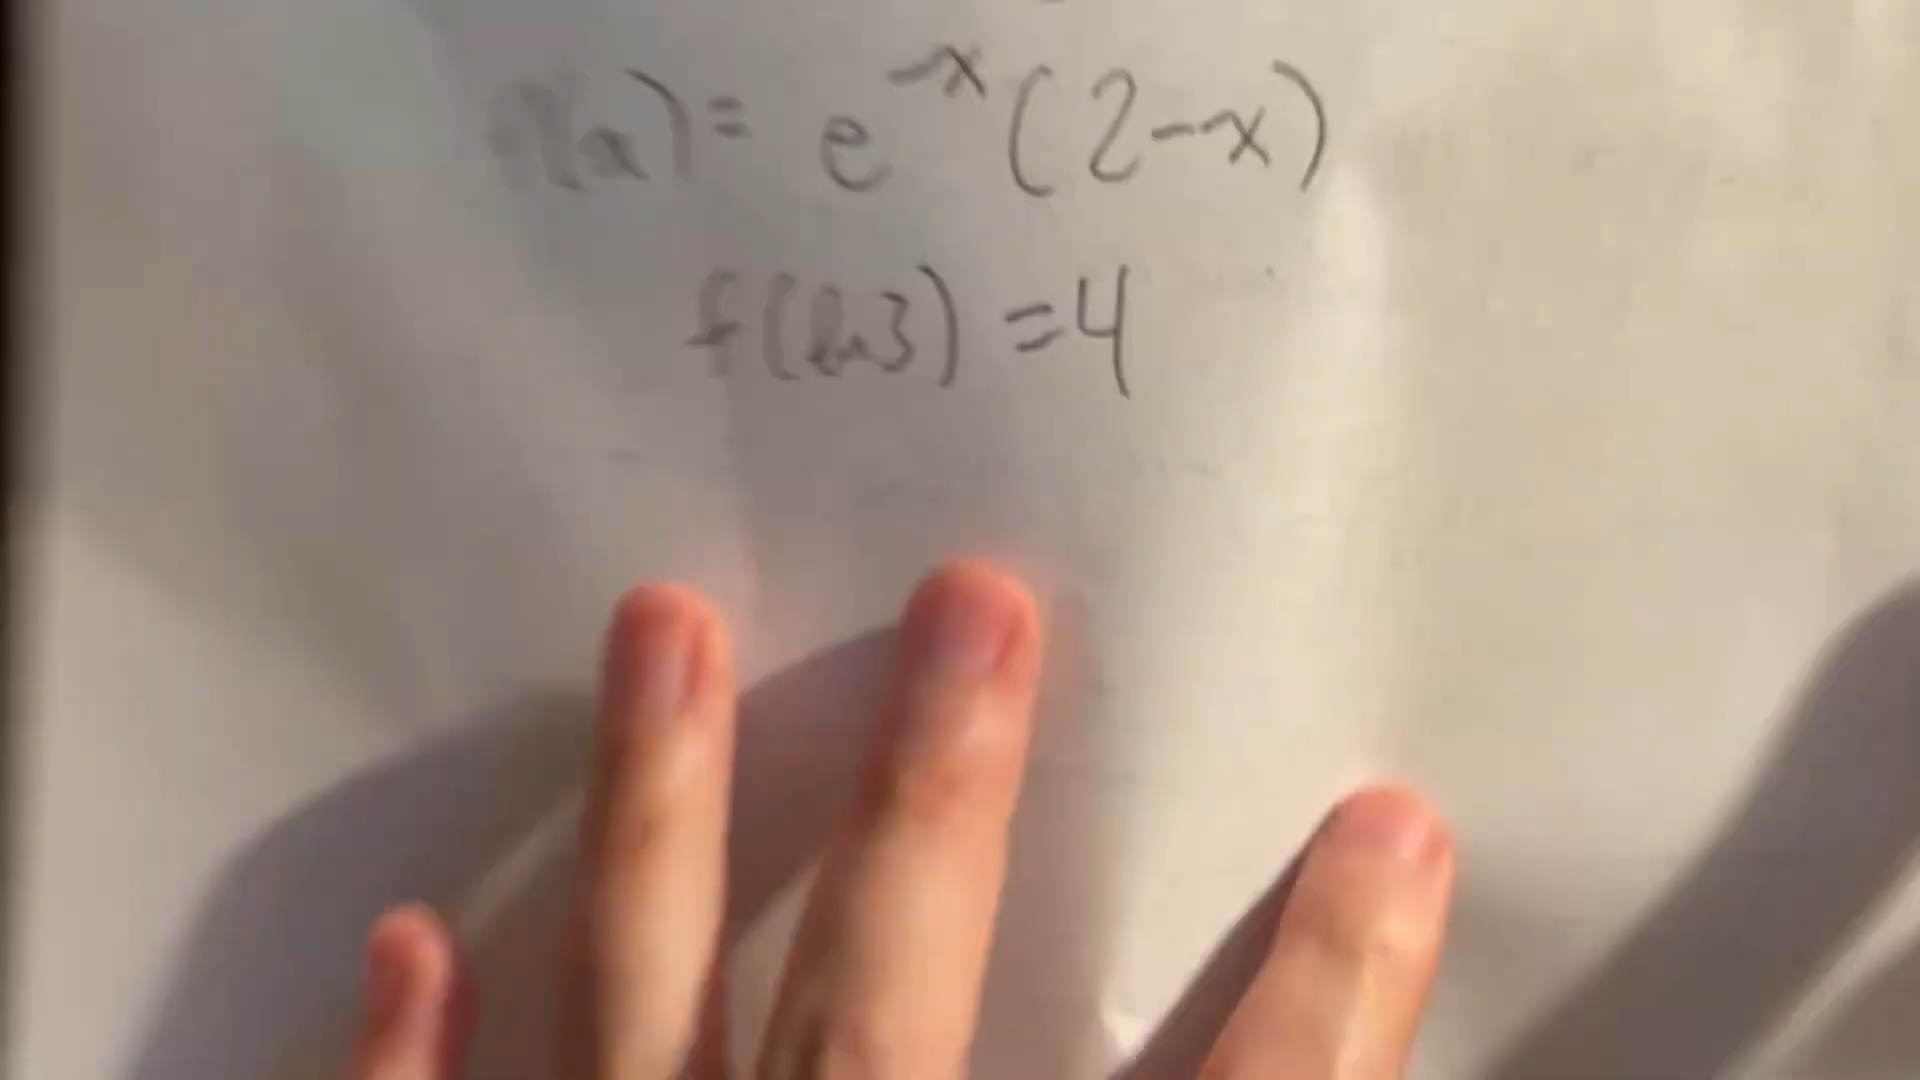 f'(x) = e^-x (2-x)
f(ln3) = 4